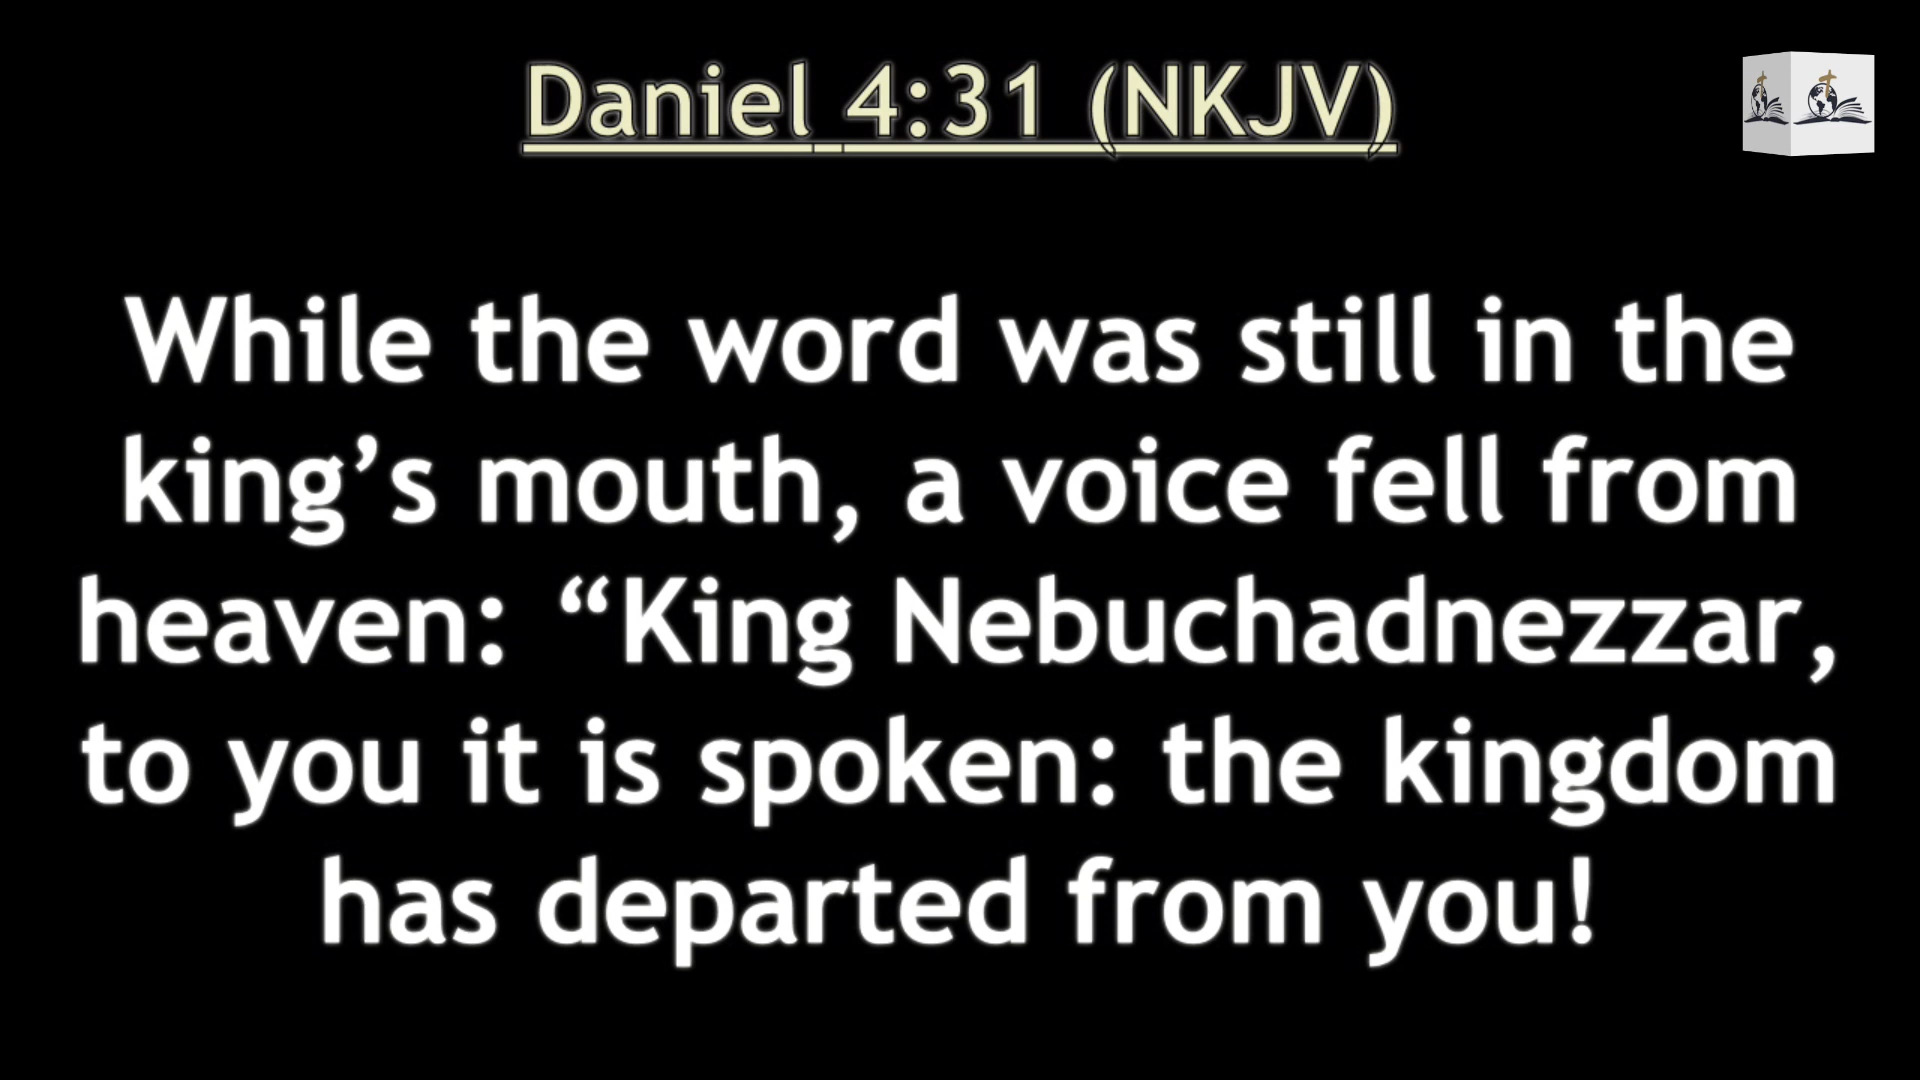 Daniel 4:31 (NKJV)
While the word was still in the
king’s mouth, a voice fell from
heaven: “King Nebuchadnezzar,
to you it is spoken: the kingdom
has departed from you!